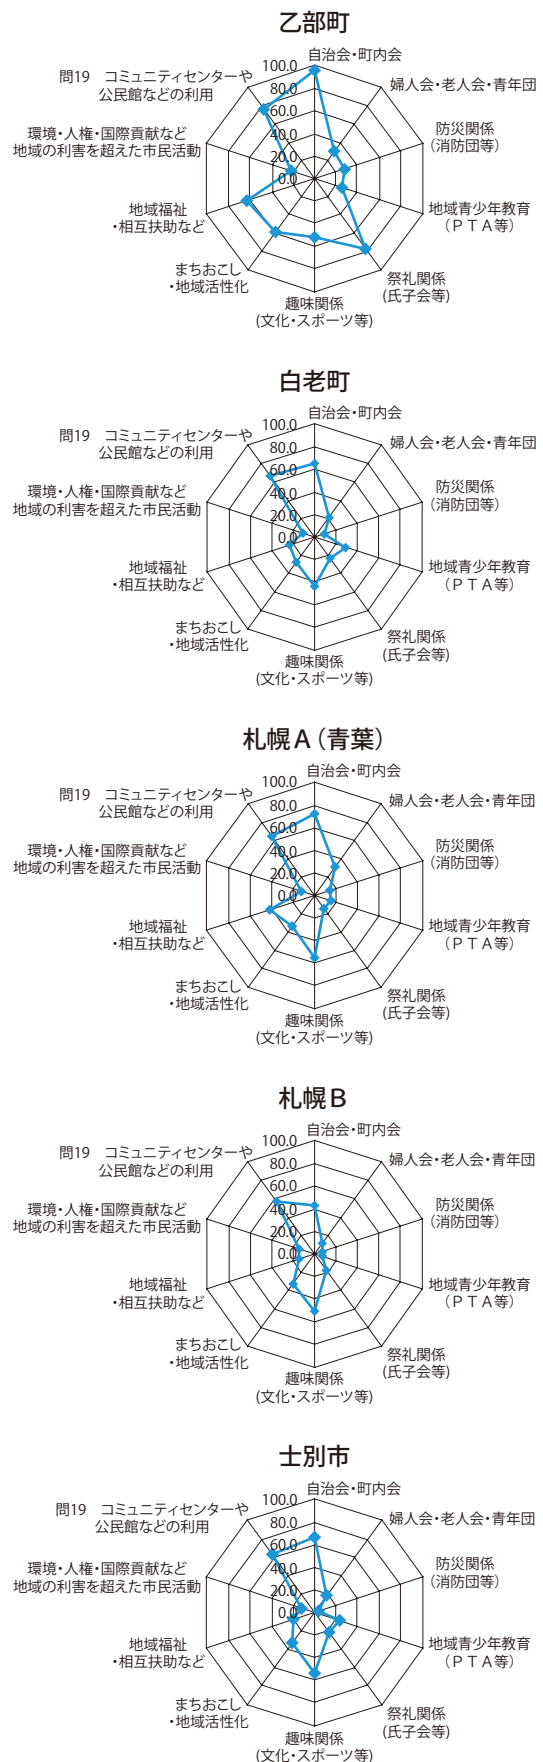 乙部町
自治会・町内会
婦人会・老人会・青年団
防災関係
(消防団等)
地域青少年教育
(PTA等)
祭礼関係
(氏子会等)
趣味関係
(文化・スポーツ等)
まちおこし
・地域活性化
地域福祉
・相互扶助など
環境・人権・国際貢献など
地域の利害を超えた市民活動
問19 コミュニティセンターや
公民館などの利用
100.0
80.0
60.0
40.0
20.0
0.0
白老町
自治会・町内会
婦人会・老人会・青年団
防災関係
(消防団等)
地域青少年教育
(PTA等)
祭礼関係
(氏子会等)
趣味関係
(文化・スポーツ等)
まちおこし
・地域活性化
地域福祉
・相互扶助など
環境・人権・国際貢献など
地域の利害を超えた市民活動
問19 コミュニティセンターや
公民館などの利用
100.0
80.0
60.0
40.0
20.0
0.0
札幌A(青葉)
自治会・町内会
婦人会・老人会・青年団
防災関係
(消防団等)
地域青少年教育
(PTA等)
祭礼関係
(氏子会等)
趣味関係
(文化・スポーツ等)
まちおこし
・地域活性化
地域福祉
・相互扶助など
環境・人権・国際貢献など
地域の利害を超えた市民活動
問19 コミュニティセンターや
公民館などの利用
100.0
80.0
60.0
40.0
20.0
0.0
札幌B
自治会・町内会
婦人会・老人会・青年団
防災関係
(消防団等)
地域青少年教育
(PTA等)
祭礼関係
(氏子会等)
趣味関係
(文化・スポーツ等)
まちおこし
・地域活性化
地域福祉
・相互扶助など
環境・人権・国際貢献など
地域の利害を超えた市民活動
問19 コミュニティセンターや
公民館などの利用
100.0
80.0
60.0
40.0
20.0
0.0
士別市
自治会・町内会
婦人会・老人会・青年団
防災関係
(消防団等)
地域青少年教育
(PTA等)
祭礼関係
(氏子会等)
趣味関係
(文化・スポーツ等)
まちおこし
・地域活性化
地域福祉
・相互扶助など
環境・人権・国際貢献など
地域の利害を超えた市民活動
問19 コミュニティセンターや
公民館などの利用
100.0
80.0
60.0
40.0
20.0
0.0